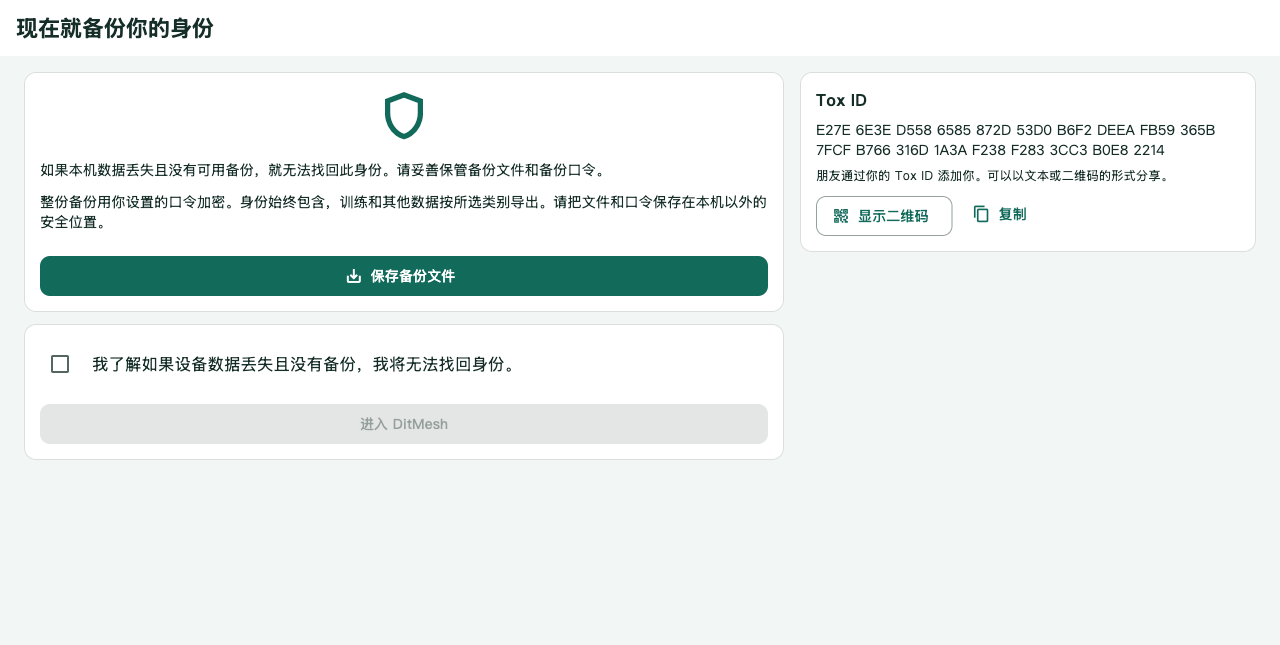 现在就备份你的身份
如果本机数据丢失且没有可用备份，就无法找回此身份。请妥善保管备份文件和备份口令。
整份备份用你设置的口令加密。身份始终包含，训练和其他数据按所选类别导出。请把文件和口令保存在本机以外的
安全位置。
保存备份文件
我了解如果设备数据丢失且没有备份，我将无法找回身份。
进入 DitMesh
Tox ID
E27E 6E3E D558 6585 872D 53D0 B6F2 DEEA FB59 365B
7FCF B766 316D 1A3A F238 F283 3CC3 B0E8 2214
朋友通过你的 Tox ID 添加你。可以以文本或二维码的形式分享。
显示二维码
复制